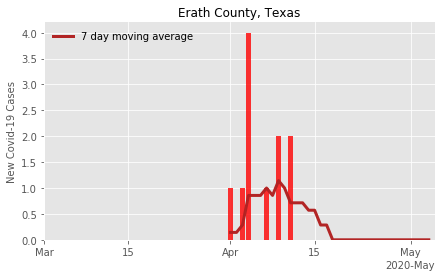 Erath County, Texas
7 day moving average
New Covid-19 Cases
4.0
3.5
3.0
2.5
2.0
1.5
1.0
0.5
0.0
Mar
15
Apr
15
May
2020-May